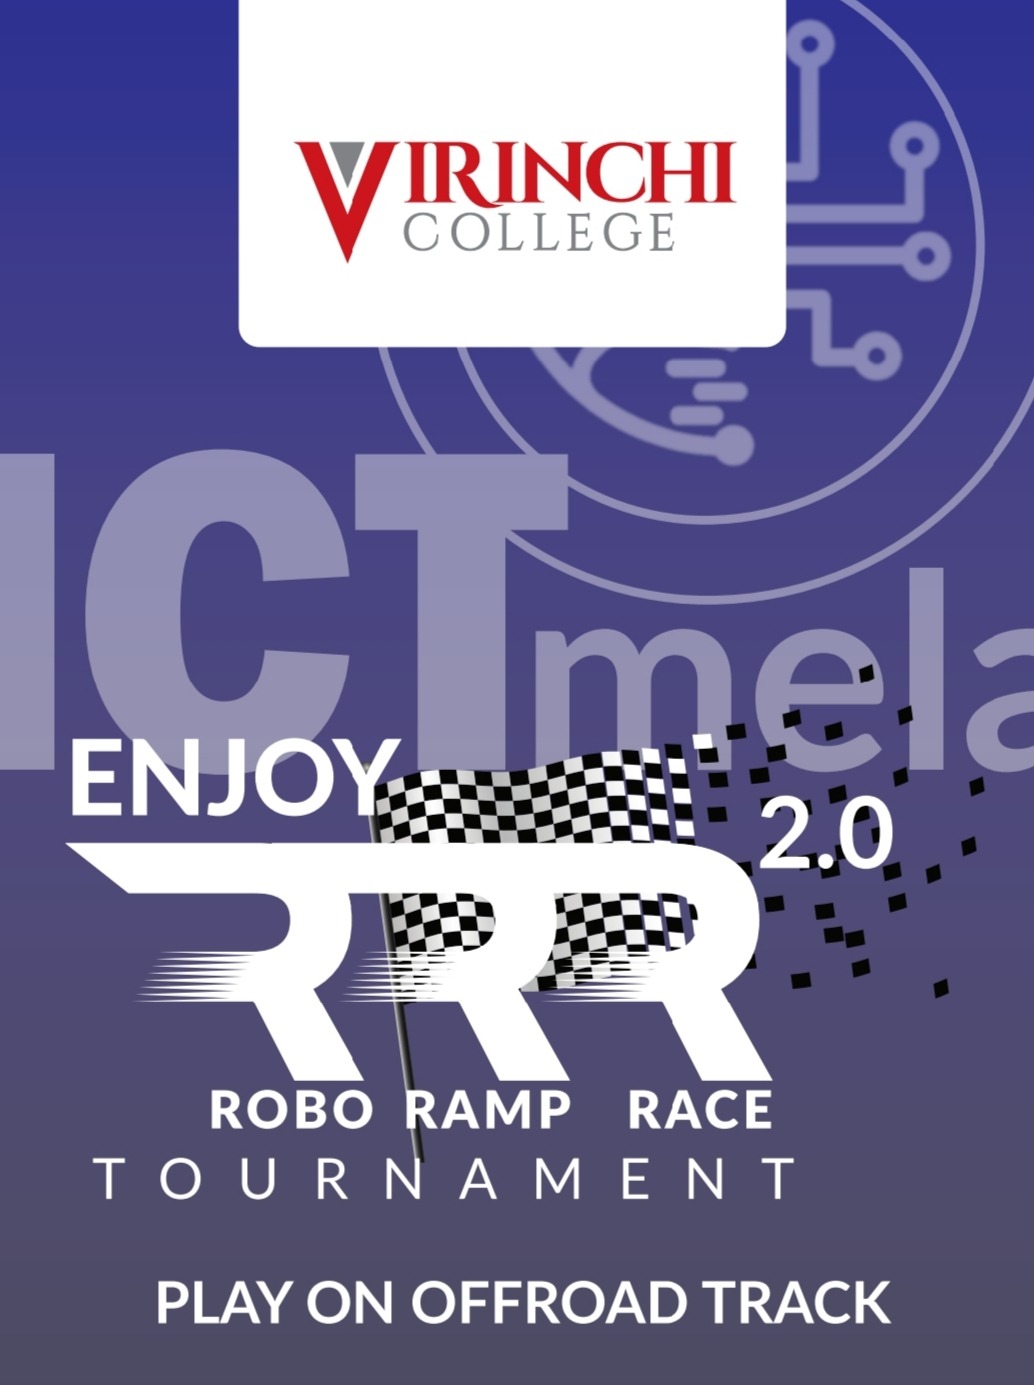 VIRINCHI
COLLEGE
ICT mela
ENJOY
RRR 2.0
ROBO RAMP RACE
TOURNAMENT
PLAY ON OFFROAD TRACK